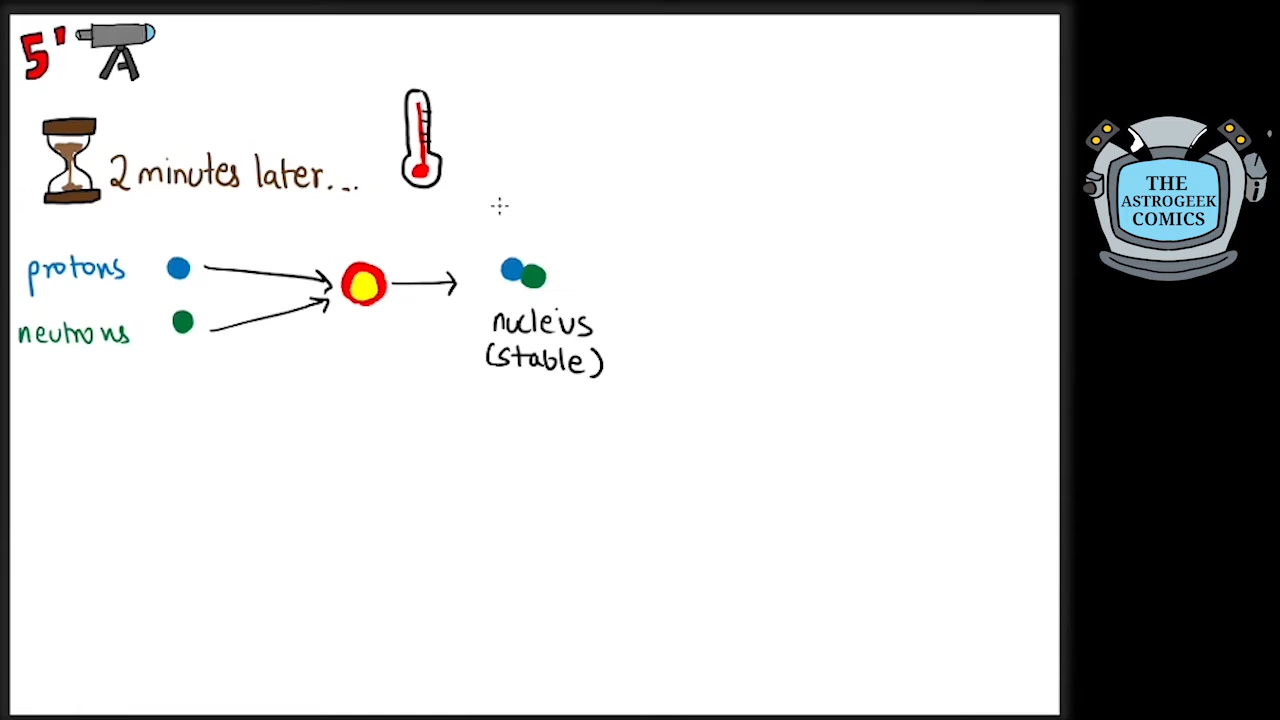 5'
2 minutes later...
protons
neutrons
nucleus
(stable)
THE
ASTROGEEK
COMICS